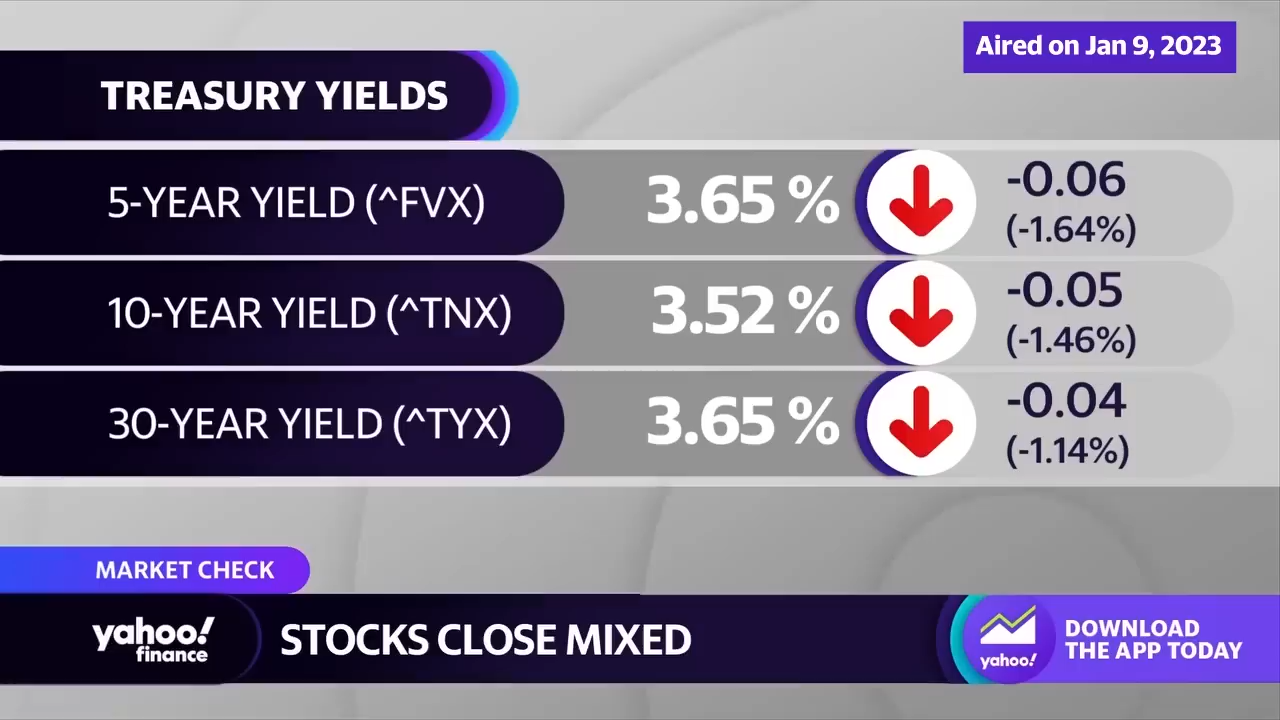 Aired on Jan 9, 2023
TREASURY YIELDS
5-YEAR YIELD (^FVX) 3.65 % -0.06
(-1.64%)
10-YEAR YIELD (^TNX) 3.52 % -0.05
(-1.46%)
30-YEAR YIELD (^TYX) 3.65 % -0.04
(-1.14%)
MARKET CHECK
yahoo!
finance
STOCKS CLOSE MIXED
yahoo!
DOWNLOAD
THE APP TODAY